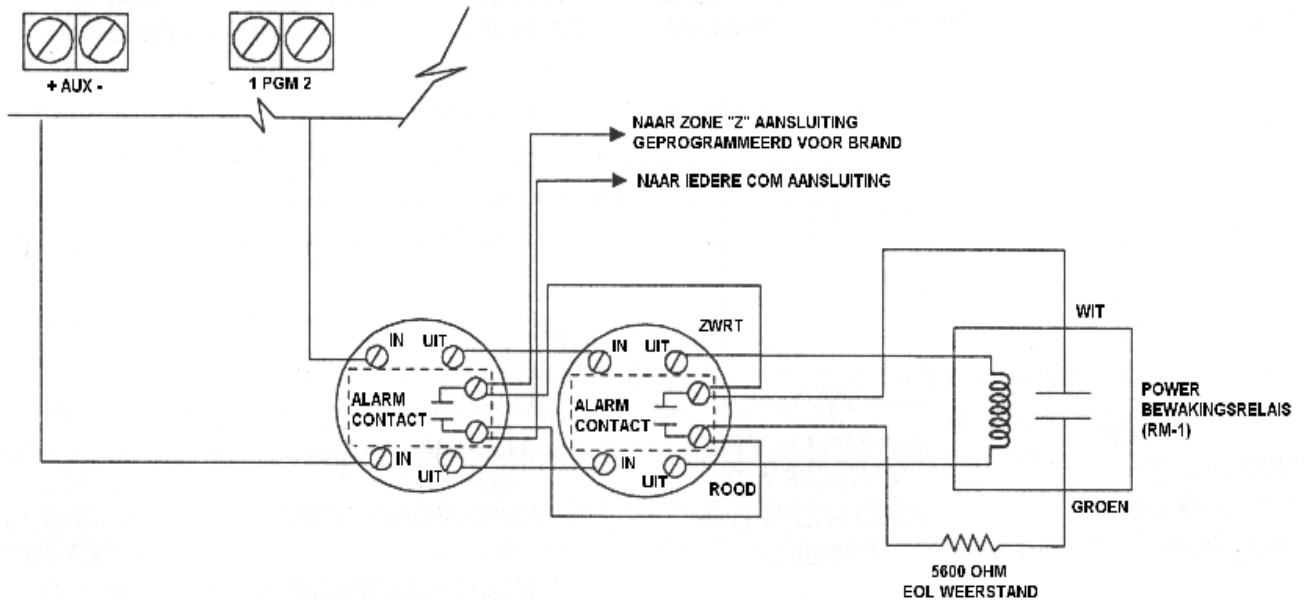 + AUX -
1 PGM 2
NAAR ZONE "Z" AANSLUITING
GEPROGRAMMEERD VOOR BRAND
NAAR IEDERE COM AANSLUITING
IN UIT
ALARM
CONTACT
IN
UIT
ZWRT
IN UIT
ALARM
CONTACT
IN
UIT
ROOD
WIT
POWER
BEWAKINGSRELAIS
(RM-1)
GROEN
5600 OHM
EOL WEERSTAND